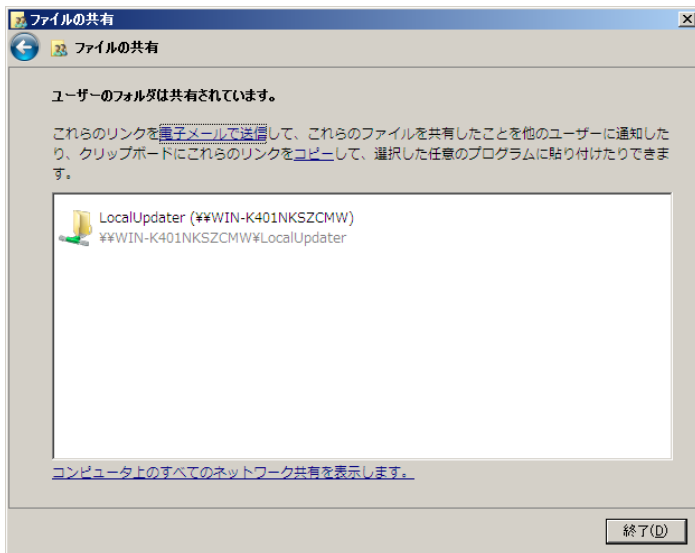 ファイルの共有
ファイルの共有
ユーザーのフォルダは共有されています。
これらのリンクを電子メールで送信して、これらのファイルを共有したことを他のユーザーに通知した
り、クリップボードにこれらのリンクをコピーして、選択した任意のプログラムに貼り付けたりできま
す。
LocalUpdater (¥¥WIN-K401NKSZCMW)
¥¥WIN-K401NKSZCMW¥LocalUpdater
コンピュータ上のすべてのネットワーク共有を表示します。
終了(D)